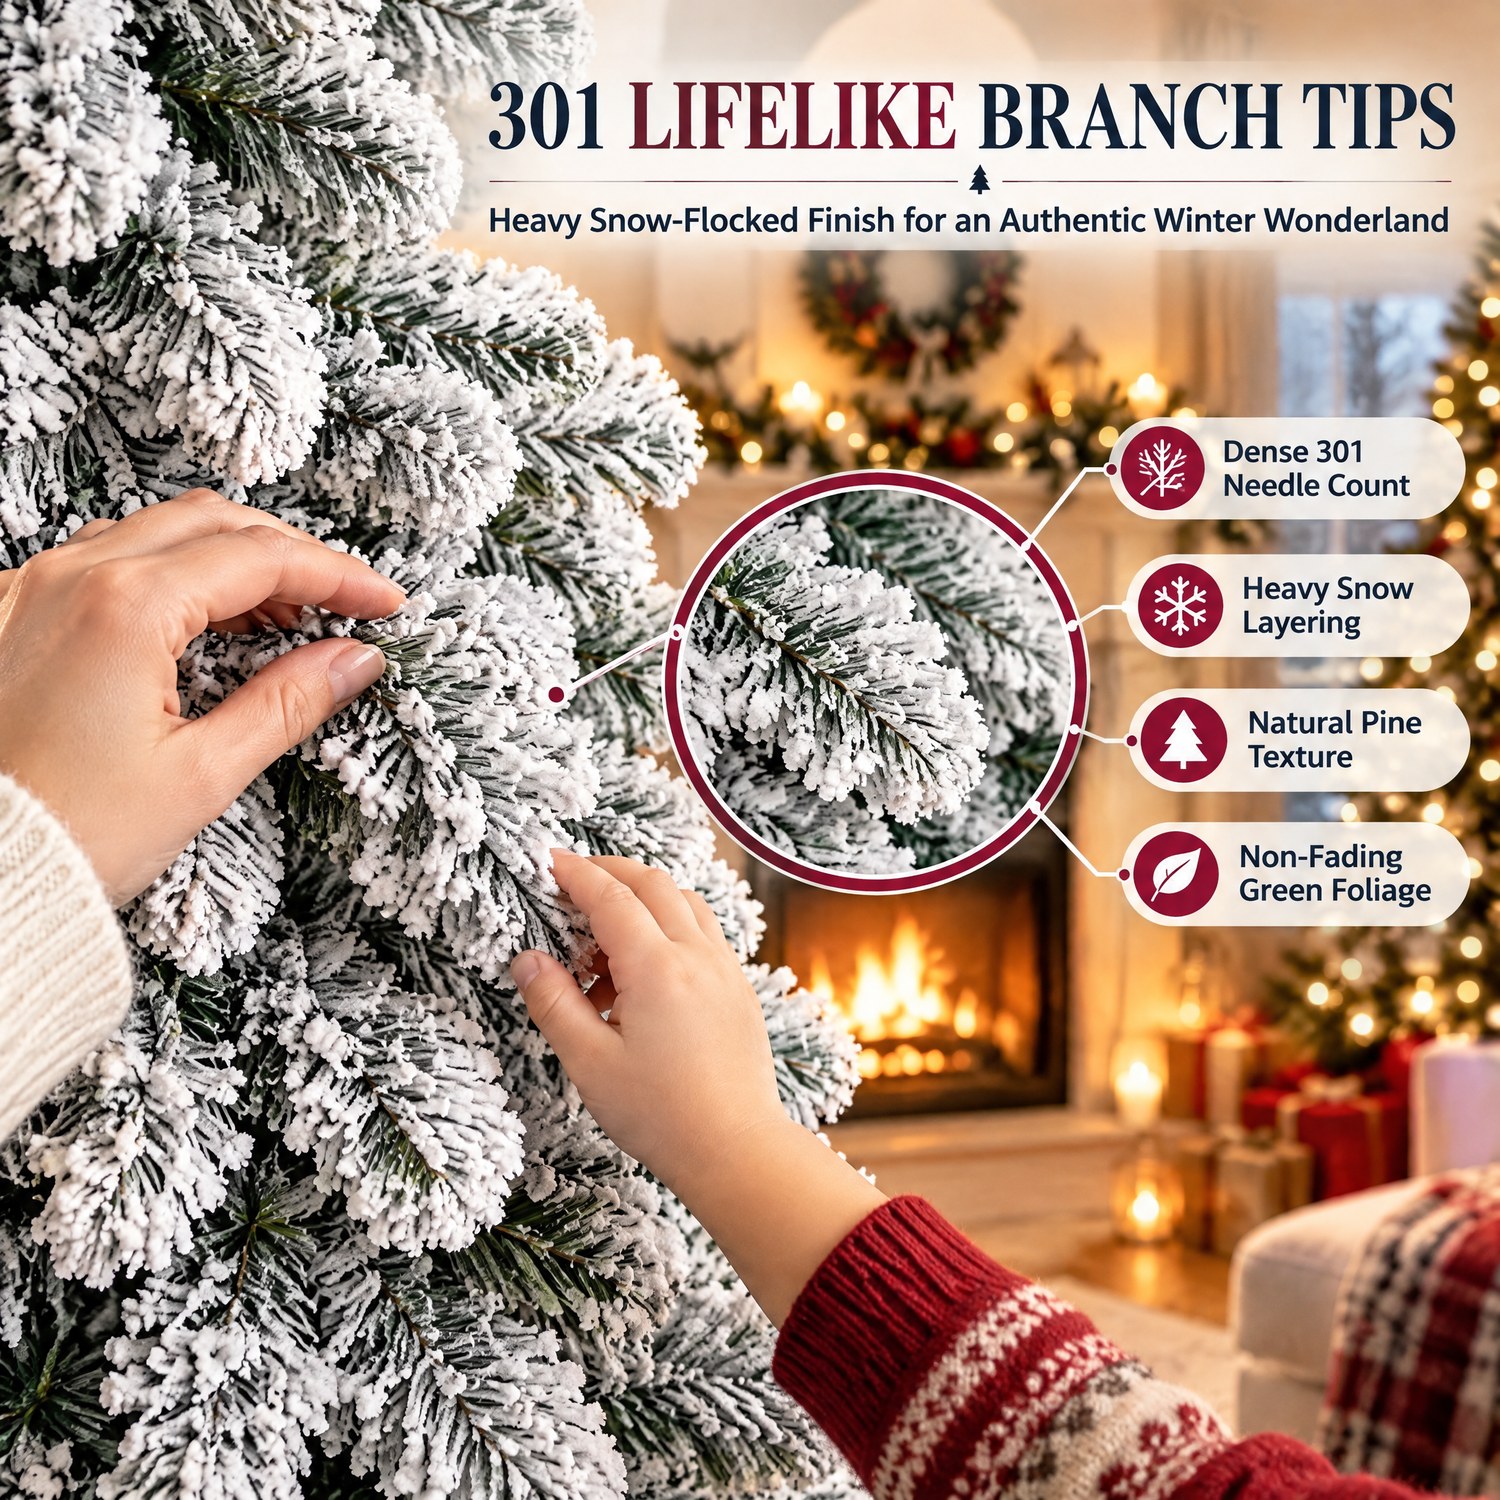 301 LIFELIKE BRANCH TIPS
Heavy Snow-Flocked Finish for an Authentic Winter Wonderland
Dense 301
Needle Count
Heavy Snow
Layering
Natural Pine
Texture
Non-Fading
Green Foliage